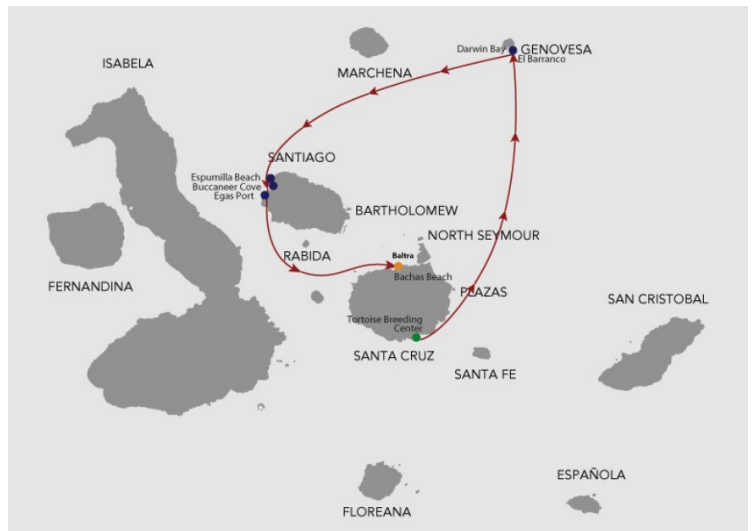 Darwin Bay
GENOVESA
El Barranco
ISABELA
MARCHENA
SANTIAGO
Espumilla Beach
Buccaneer Cove
Egas Port
BARTHOLOMEW
NORTH SEYMOUR
RABIDA
Baltra
Bachas Beach
FERNANDINA
PLAZAS
SAN CRISTOBAL
Tortoise Breeding
Center
SANTA CRUZ
SANTA FE
ESPAÑOLA
FLOREANA